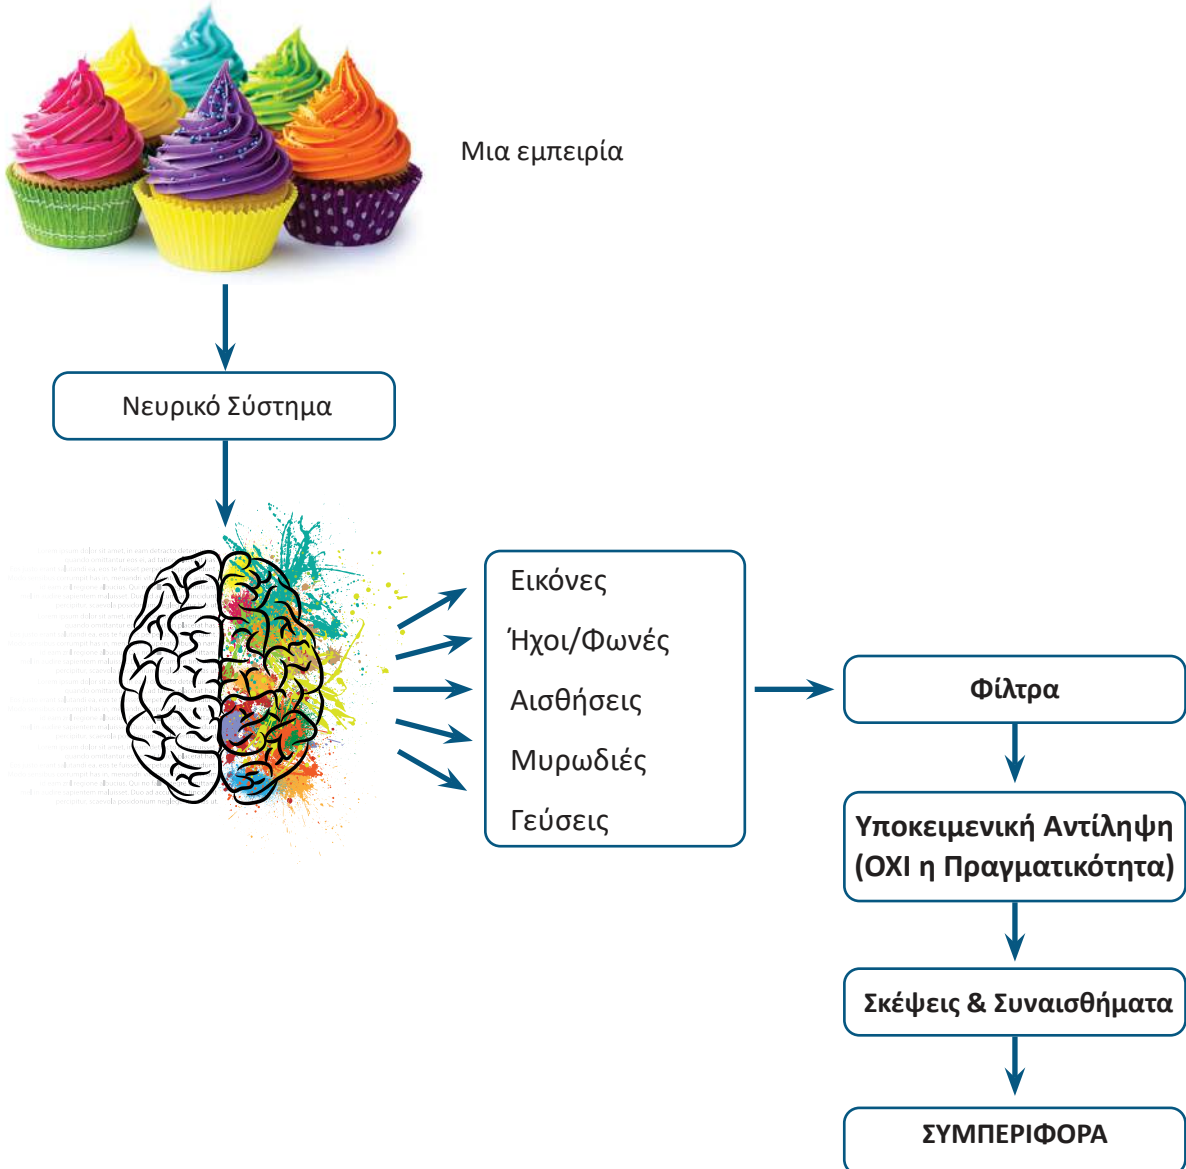 Μια εμπειρία
Νευρικό Σύστημα
Εικόνες
Ήχοι/Φωνές
Αισθήσεις
Μυρωδιές
Γεύσεις
Φίλτρα
Υποκειμενική Αντίληψη
(ΟΧΙ η Πραγματικότητα)
Σκέψεις & Συναισθήματα
ΣΥΜΠΕΡΙΦΟΡΑ